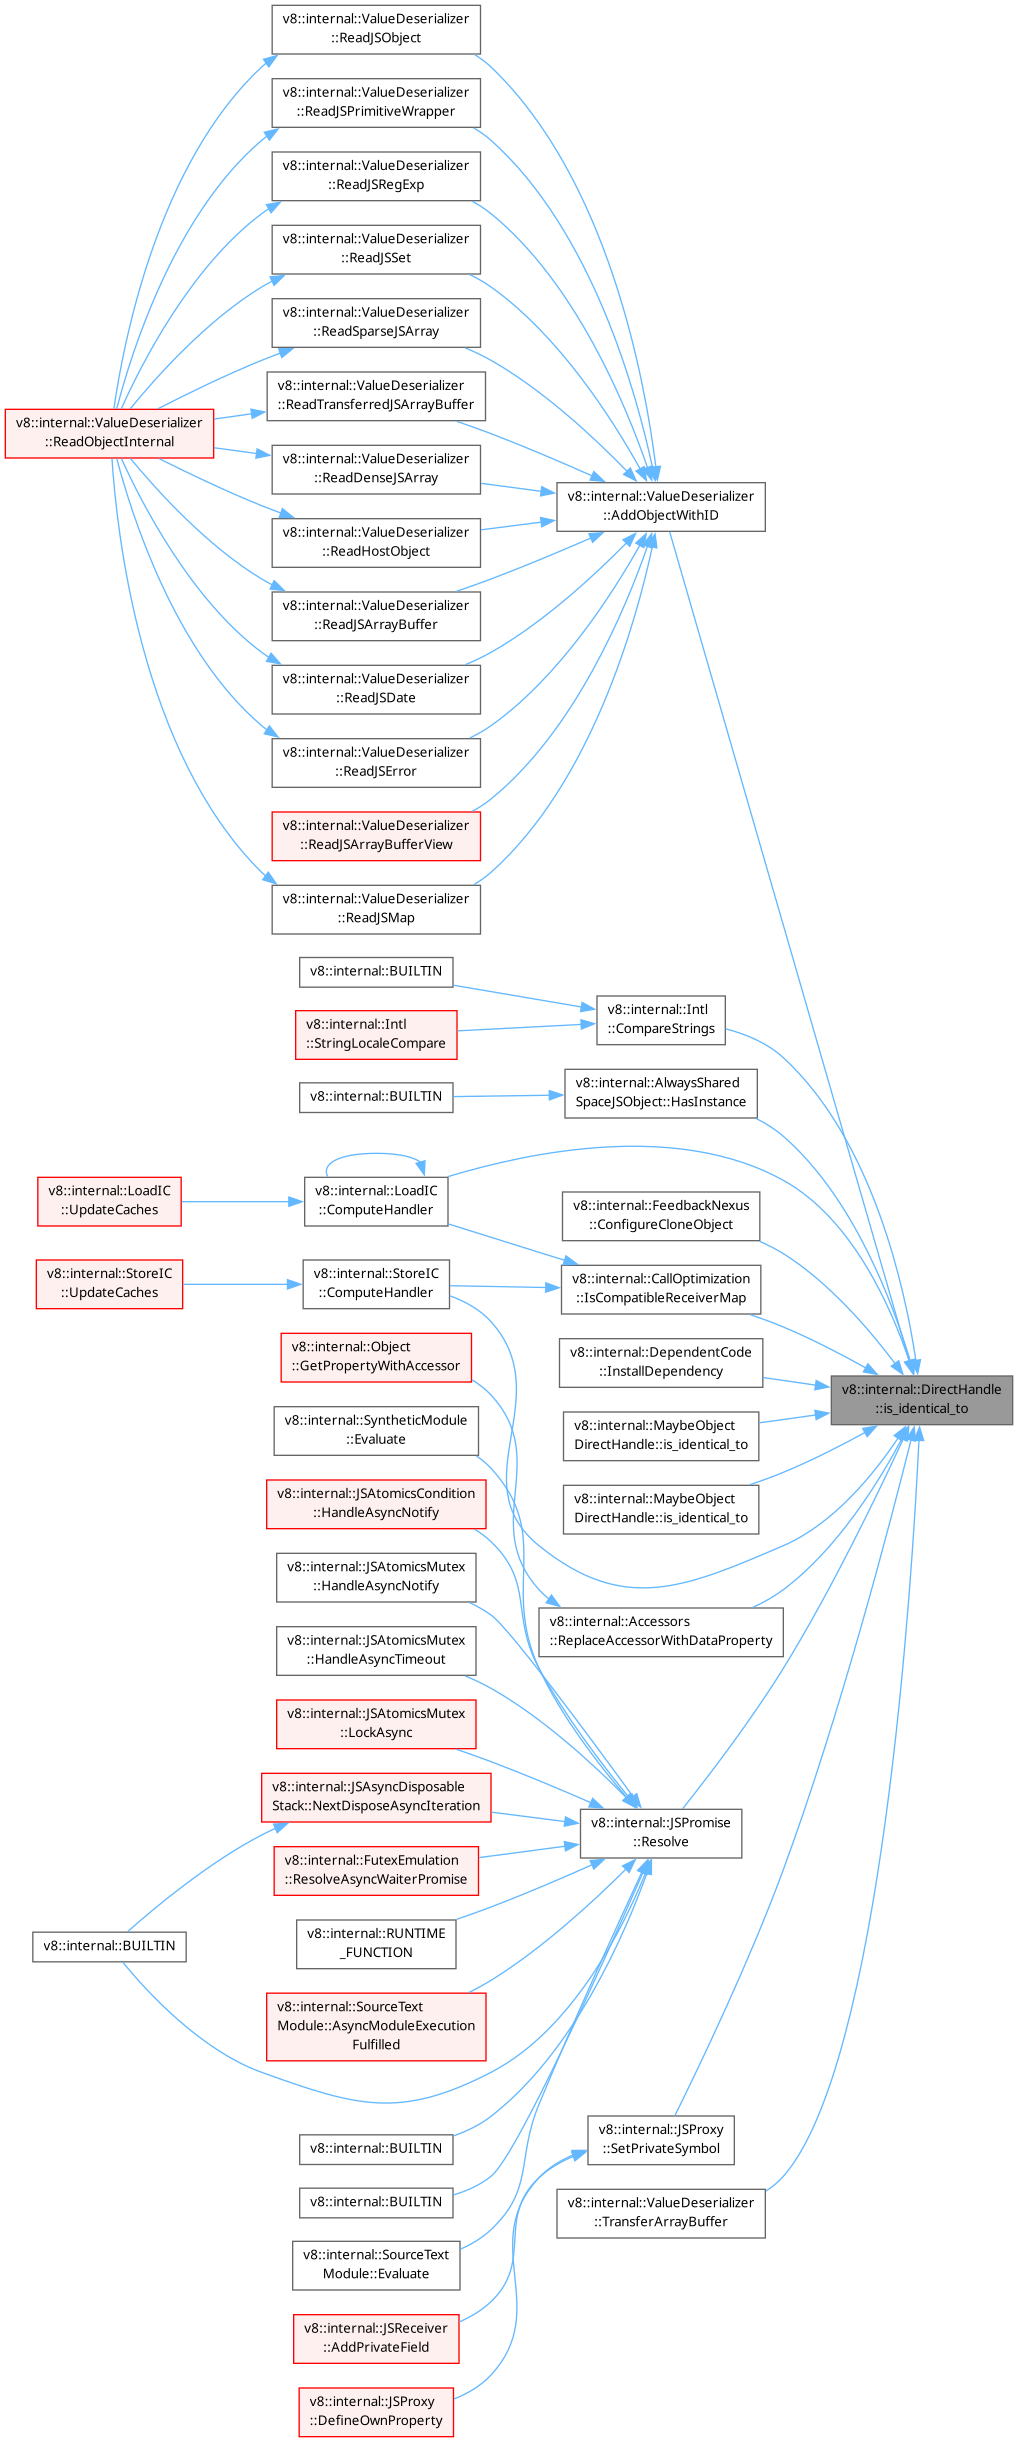 v8::internal::ValueDeserializer
::ReadJSObject
v8::internal::ValueDeserializer
::ReadJSPrimitiveWrapper
v8::internal::ValueDeserializer
::ReadJSRegExp
v8::internal::ValueDeserializer
::ReadJSSet
v8::internal::ValueDeserializer
::ReadSparseJSArray
v8::internal::ValueDeserializer
::ReadTransferredJSArrayBuffer
v8::internal::ValueDeserializer
::ReadObjectInternal
v8::internal::ValueDeserializer
::ReadDenseJSArray
v8::internal::ValueDeserializer
::AddObjectWithID
v8::internal::ValueDeserializer
::ReadHostObject
v8::internal::ValueDeserializer
::ReadJSArrayBuffer
v8::internal::ValueDeserializer
::ReadJSDate
v8::internal::ValueDeserializer
::ReadJSError
v8::internal::ValueDeserializer
::ReadJSArrayBufferView
v8::internal::ValueDeserializer
::ReadJSMap
v8::internal::BUILTIN
v8::internal::Intl
::CompareStrings
v8::internal::Intl
::StringLocaleCompare
v8::internal::AlwaysShared
SpaceJSObject::HasInstance
v8::internal::BUILTIN
v8::internal::LoadIC
::UpdateCaches
v8::internal::LoadIC
::ComputeHandler
v8::internal::FeedbackNexus
::ConfigureCloneObject
v8::internal::StoreIC
::UpdateCaches
v8::internal::StoreIC
::ComputeHandler
v8::internal::CallOptimization
::IsCompatibleReceiverMap
v8::internal::Object
::GetPropertyWithAccessor
v8::internal::DependentCode
::InstallDependency
v8::internal::DirectHandle
::is_identical_to
v8::internal::SyntheticModule
::Evaluate
v8::internal::MaybeObject
DirectHandle::is_identical_to
v8::internal::JSAtomicsCondition
::HandleAsyncNotify
v8::internal::MaybeObject
DirectHandle::is_identical_to
v8::internal::JSAtomicsMutex
::HandleAsyncNotify
v8::internal::Accessors
::ReplaceAccessorWithDataProperty
v8::internal::JSAtomicsMutex
::HandleAsyncTimeout
v8::internal::JSAtomicsMutex
::LockAsync
v8::internal::JSAsyncDisposable
Stack::NextDisposeAsyncIteration
v8::internal::JSPromise
::Resolve
v8::internal::FutexEmulation
::ResolveAsyncWaiterPromise
v8::internal::RUNTIME
_FUNCTION
v8::internal::BUILTIN
v8::internal::SourceText
Module::AsyncModuleExecution
Fulfilled
v8::internal::BUILTIN
v8::internal::JSProxy
::SetPrivateSymbol
v8::internal::BUILTIN
v8::internal::ValueDeserializer
::TransferArrayBuffer
v8::internal::SourceText
Module::Evaluate
v8::internal::JSReceiver
::AddPrivateField
v8::internal::JSProxy
::DefineOwnProperty